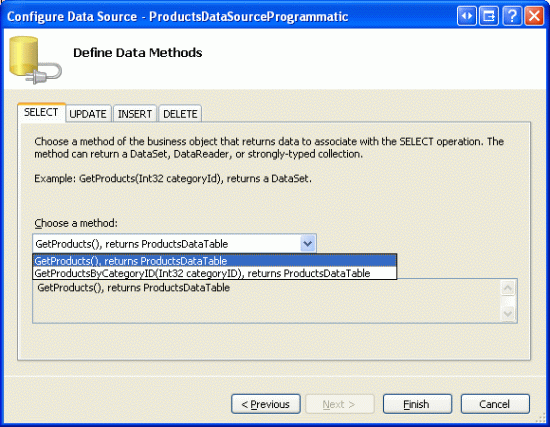 Configure Data Source - ProductsDataSourceProgrammatic
Define Data Methods
SELECT UPDATE INSERT DELETE
Choose a method of the business object that returns data to associate with the SELECT operation. The
method can return a DataSet, DataReader, or strongly-typed collection.
Example: GetProducts(Int32 categoryId), returns a DataSet.
Choose a method:
GetProducts(), returns ProductsDataTable
GetProducts(), returns ProductsDataTable
GetProductsByCategoryID(Int32 categoryID), returns ProductsDataTable
GetProducts(), returns ProductsDataTable
< Previous Next > Finish Cancel